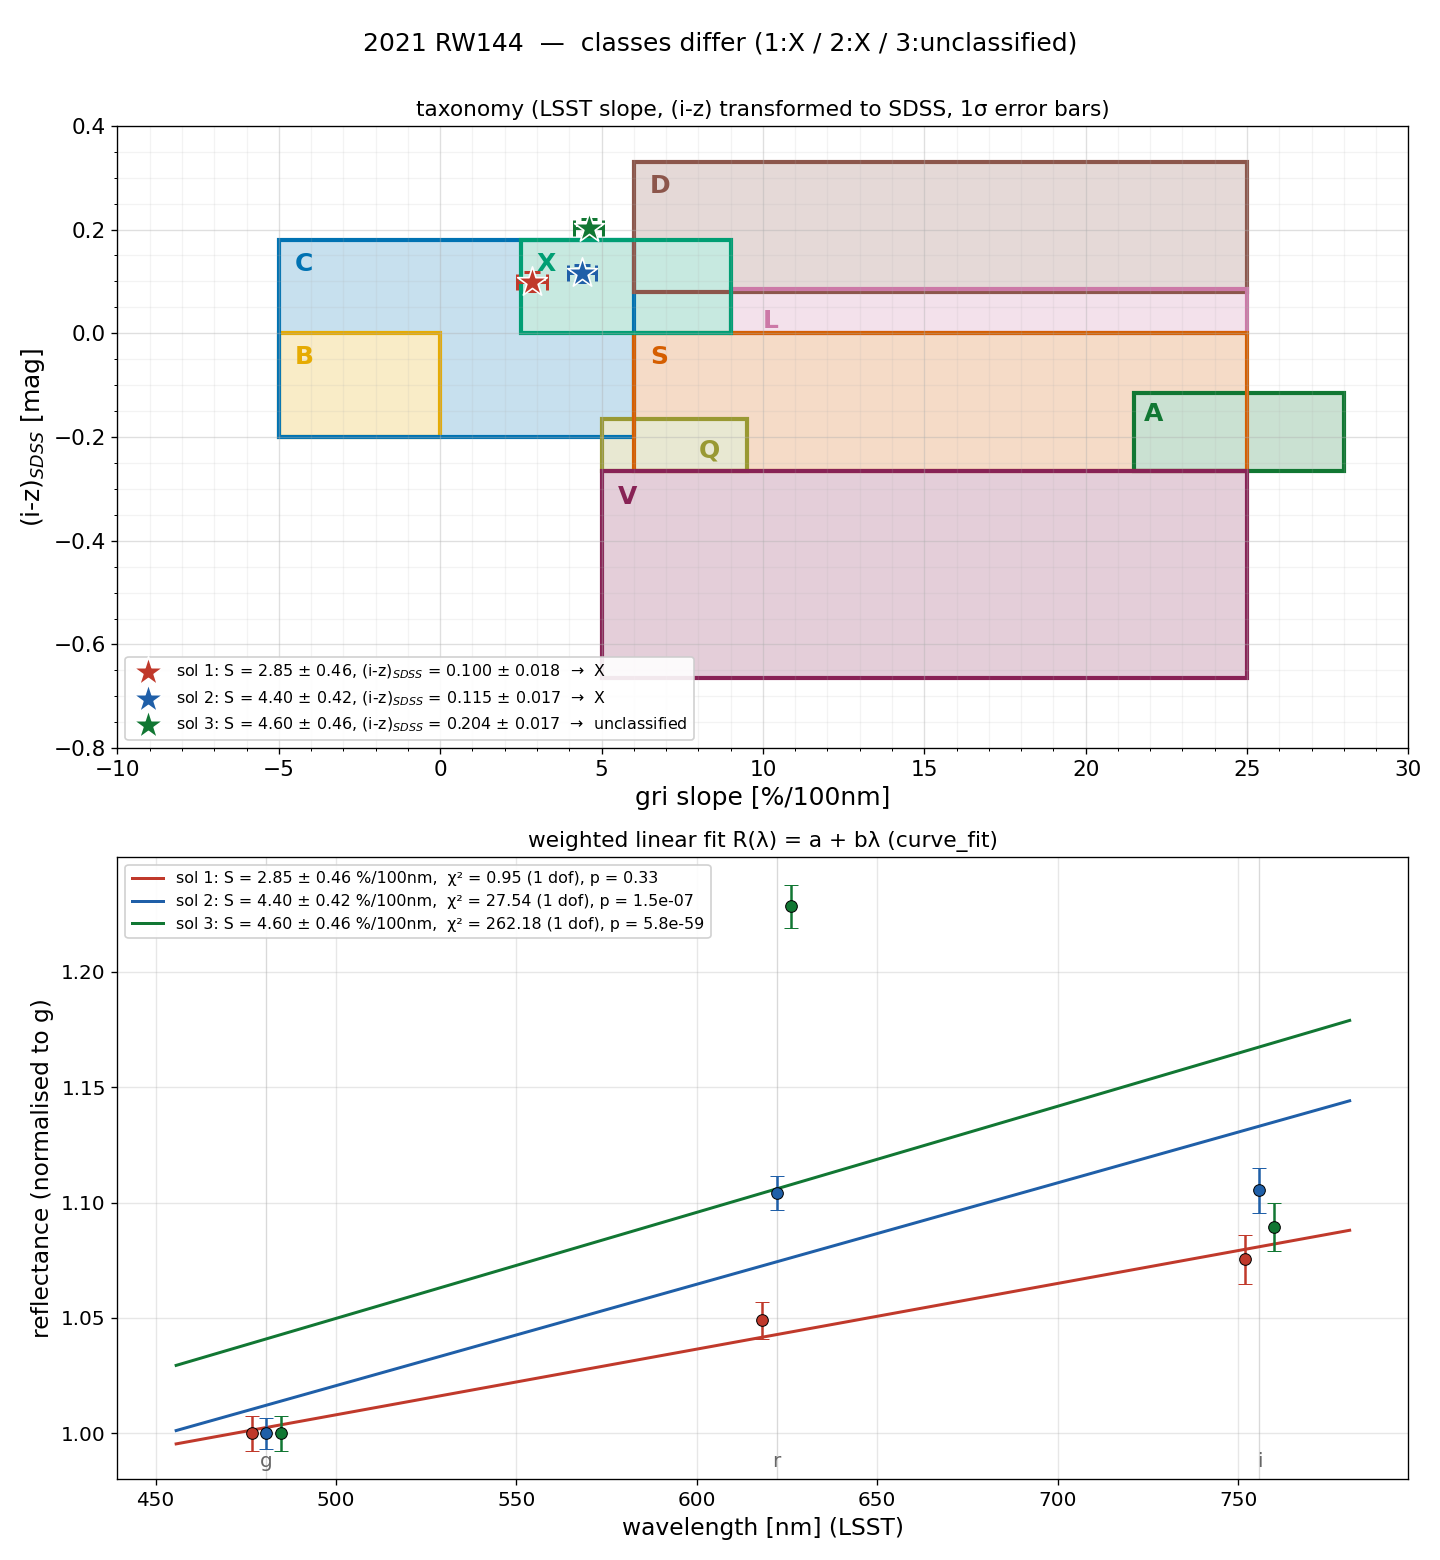 2021 RW144 — classes differ (1:X / 2:X / 3:unclassified)
taxonomy (LSST slope, (i-z) transformed to SDSS, 1σ error bars)
0.4
0.2
0.0
−0.2
−0.4
−0.6
−0.8
(i-z)SDSS [mag]
D
C
X
L
B
S
A
Q
V
sol 1: S = 2.85 ± 0.46, (i-z)SDSS = 0.100 ± 0.018 → X
sol 2: S = 4.40 ± 0.42, (i-z)SDSS = 0.115 ± 0.017 → X
sol 3: S = 4.60 ± 0.46, (i-z)SDSS = 0.204 ± 0.017 → unclassified
−10 −5 0 5 10 15 20 25 30
gri slope [%/100nm]
weighted linear fit R(λ) = a + bλ (curve_fit)
sol 1: S = 2.85 ± 0.46 %/100nm, χ² = 0.95 (1 dof), p = 0.33
sol 2: S = 4.40 ± 0.42 %/100nm, χ² = 27.54 (1 dof), p = 1.5e-07
sol 3: S = 4.60 ± 0.46 %/100nm, χ² = 262.18 (1 dof), p = 5.8e-59
1.20
1.15
1.10
1.05
1.00
reflectance (normalised to g)
g r i
450 500 550 600 650 700 750
wavelength [nm] (LSST)